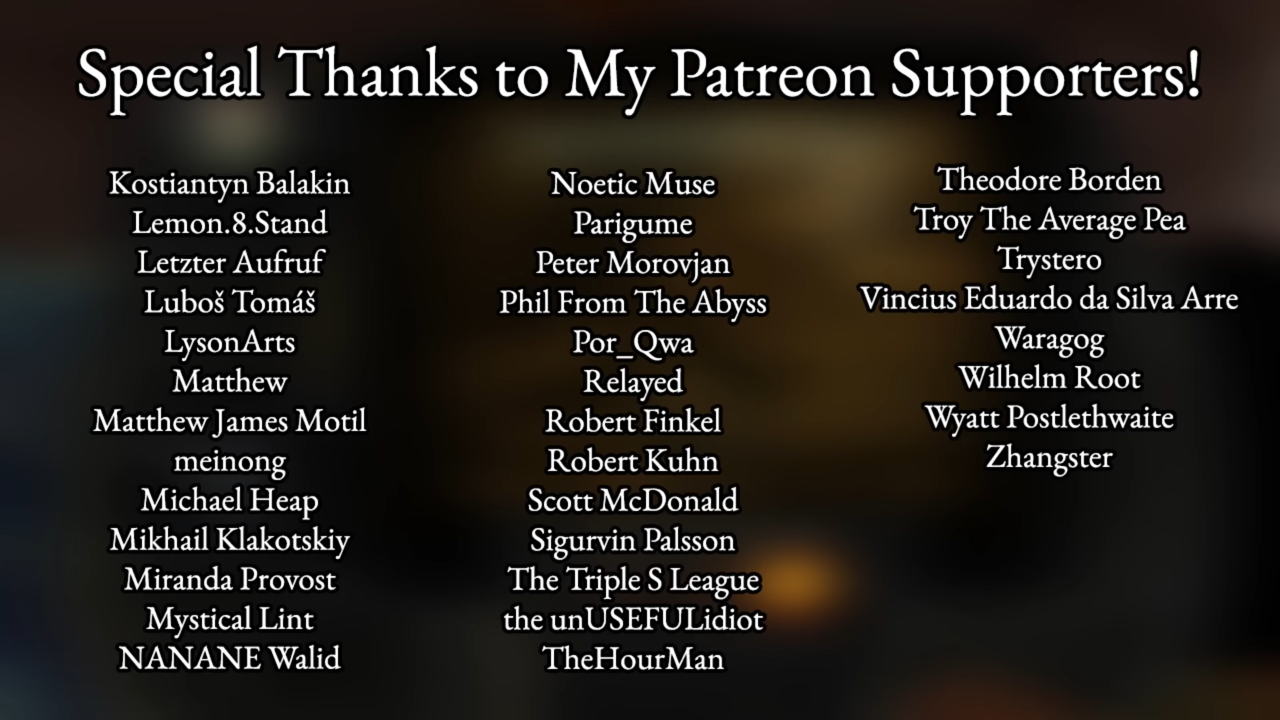 Special Thanks to My Patreon Supporters!
Kostiantyn Balakin
Lemon.8.Stand
Letzter Aufruf
Luboš Tomáš
LysonArts
Matthew
Matthew James Motil
meinong
Michael Heap
Mikhail Klakotskiy
Miranda Provost
Mystical Lint
NANANE Walid
Noetic Muse
Parigume
Peter Morovjan
Phil From The Abyss
Por_Qwa
Relayed
Robert Finkel
Robert Kuhn
Scott McDonald
Sigurvin Palsson
The Triple S League
the unUSEFULidiot
TheHourMan
Theodore Borden
Troy The Average Pea
Trystero
Vincius Eduardo da Silva Arre
Waragog
Wilhelm Root
Wyatt Postlethwaite
Zhangster